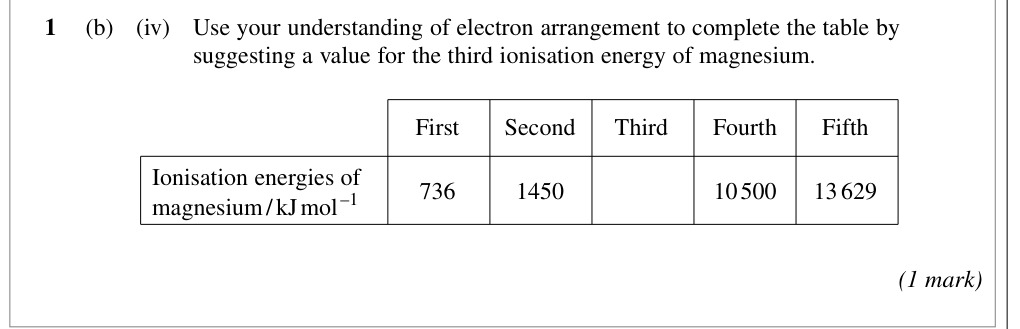 1 (b) (iv) Use your understanding of electron arrangement to complete the table by
suggesting a value for the third ionisation energy of magnesium.
First Second Third Fourth Fifth
Ionisation energies of
magnesium / kJ mol⁻¹ 736 1450 10 500 13 629
(1 mark)